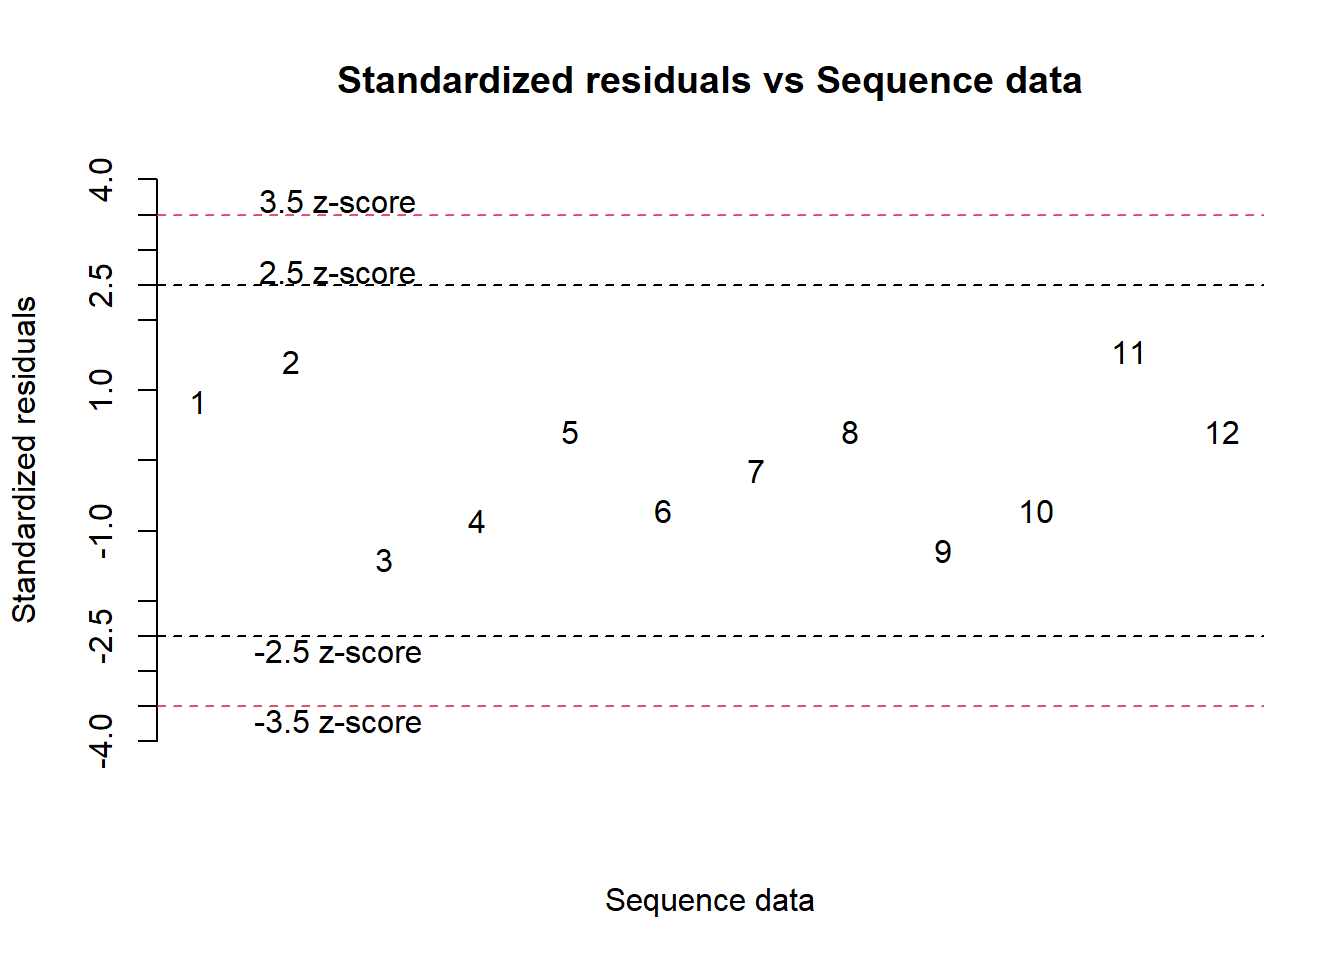 Standardized residuals vs Sequence data
Standardized residuals
4.0
2.5
1.0
-1.0
-2.5
-4.0
3.5 z-score
2.5 z-score
1
2
3
4
5
6
7
8
9
10
11
12
-2.5 z-score
-3.5 z-score
Sequence data